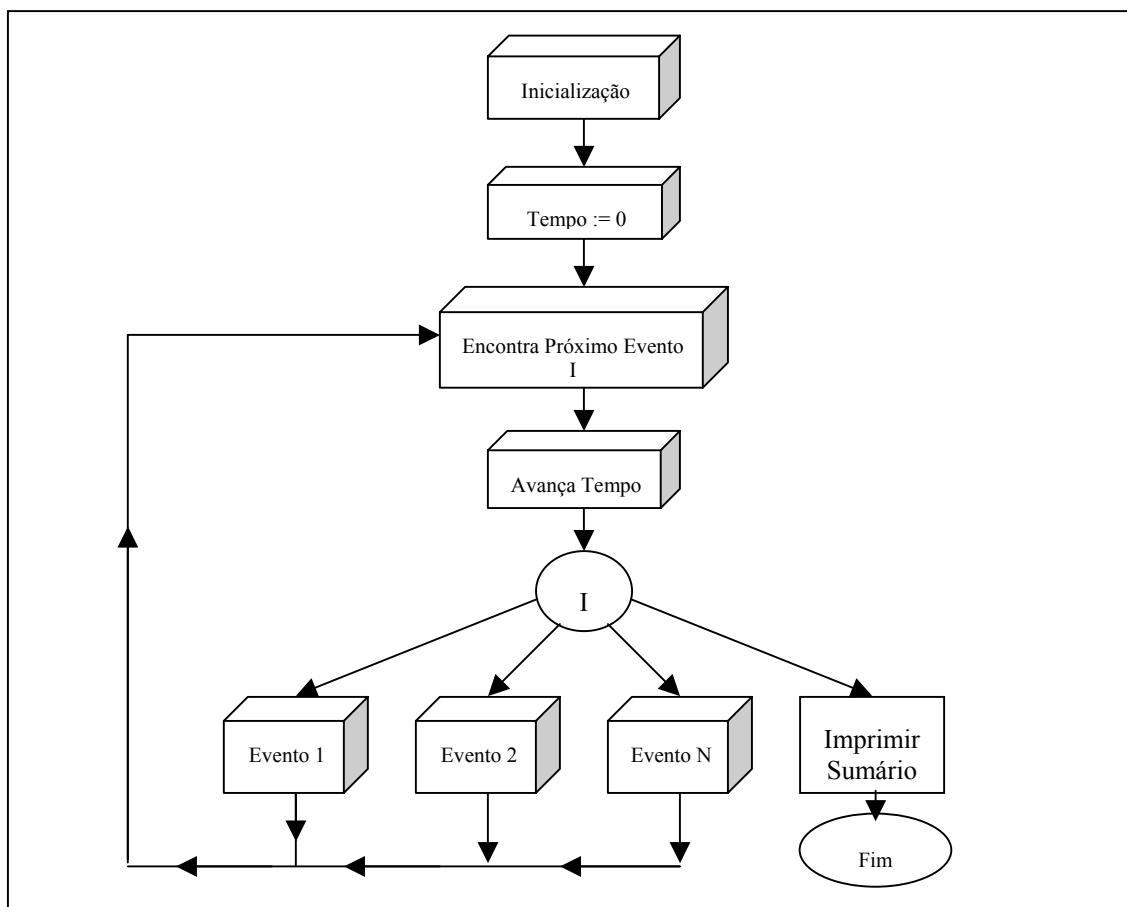 Inicialização
Tempo := 0
Encontra Próximo Evento
I
Avança Tempo
I
Evento 1
Evento 2
Evento N
Imprimir
Sumário
Fim